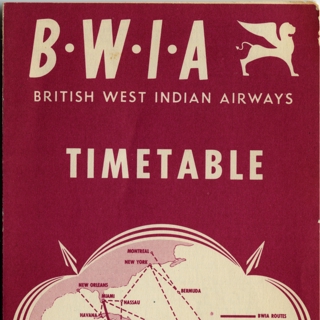 B·W·I·A
BRITISH WEST INDIAN AIRWAYS
TIMETABLE
MONTREAL
NEW YORK
NEW ORLEANS
MIAMI
NASSAU
BERMUDA
HAVANA
BWIA ROUTES